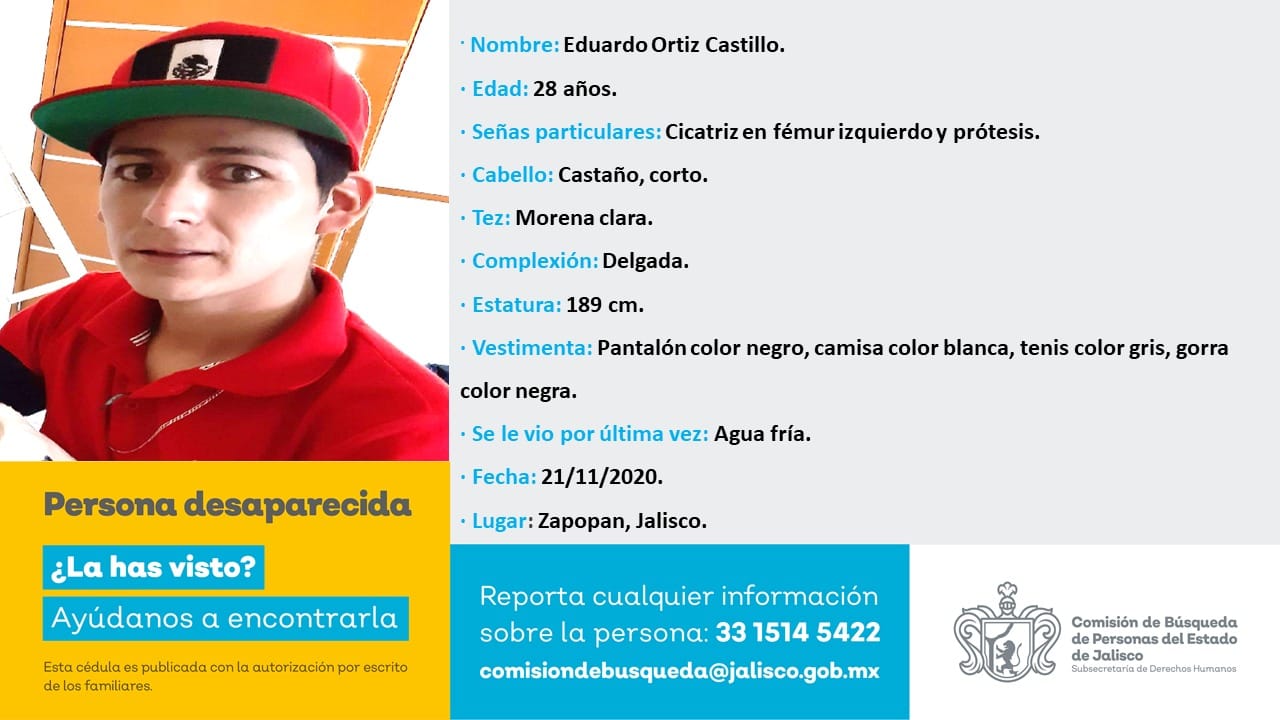 · Nombre: Eduardo Ortiz Castillo.
· Edad: 28 años.
· Señas particulares: Cicatriz en fémur izquierdo y prótesis.
· Cabello: Castaño, corto.
· Tez: Morena clara.
· Complexión: Delgada.
· Estatura: 189 cm.
· Vestimenta: Pantalón color negro, camisa color blanca, tenis color gris, gorra
color negra.
· Se le vio por última vez: Agua fría.
· Fecha: 21/11/2020.
· Lugar: Zapopan, Jalisco.
Persona desaparecida
¿La has visto?
Ayúdanos a encontrarla
Esta cédula es publicada con la autorización por escrito
de los familiares.
Reporta cualquier información
sobre la persona: 33 1514 5422
comisiondebusqueda@jalisco.gob.mx
Comisión de Búsqueda
de Personas del Estado
de Jalisco
Subsecretaría de Derechos Humanos